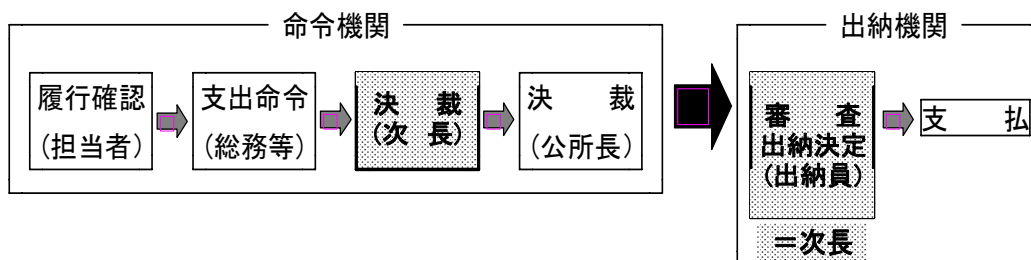 命令機関
履行確認
(担当者)
支出命令
(総務等)
決　裁
(次 長)
決　裁
(公所長)
出納機関
審　査
出納決定
(出納員)
＝次長
支　払